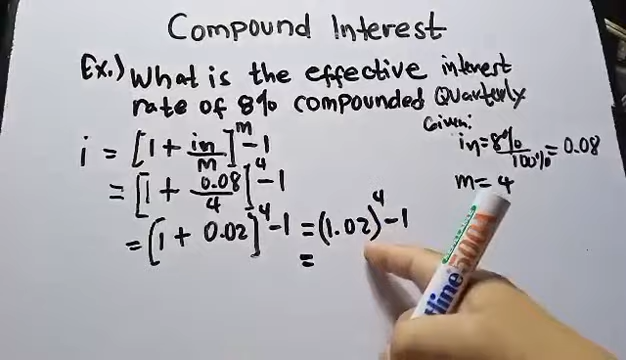 Compound Interest
Ex.) What is the effective interest
rate of 8% compounded Quarterly
Given:
i = [1 + in/m]^m - 1
in = 8%/100% = 0.08
= [1 + 0.08/4]^4 - 1
m = 4
= [1 + 0.02]^4 - 1 = (1.02)^4 - 1
=